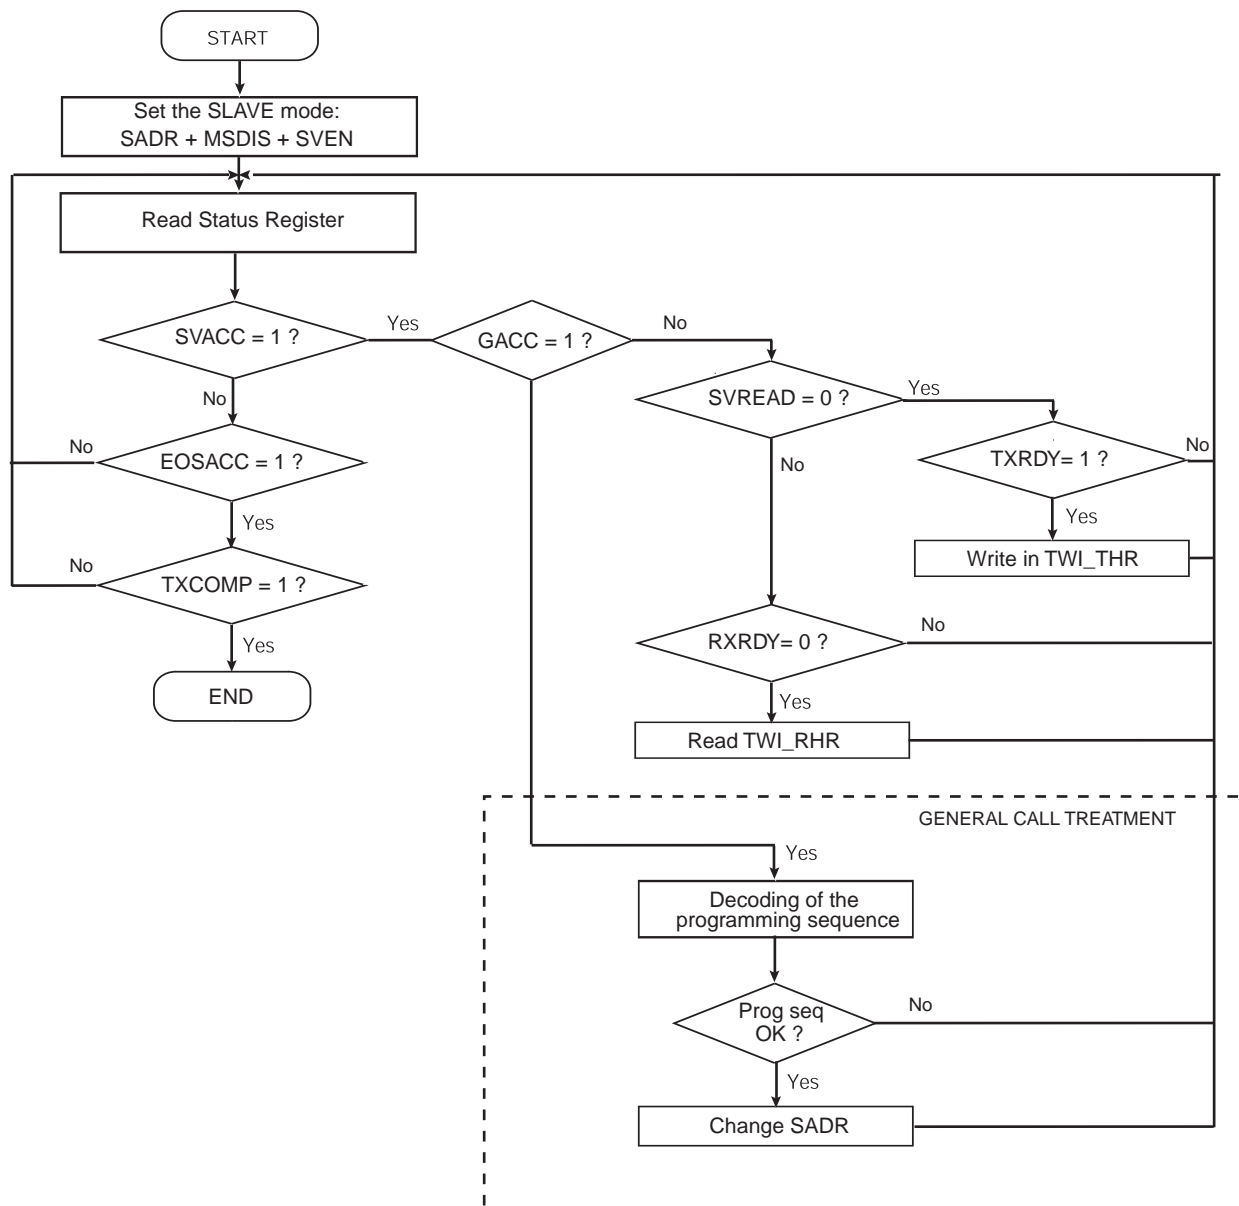 START
Set the SLAVE mode:
SADR + MSDIS + SVEN
Read Status Register
SVACC = 1 ?
Yes
GACC = 1 ?
No
SVREAD = 0 ?
Yes
No
EOSACC = 1 ?
No
No
TXRDY= 1 ?
No
Yes
Yes
Write in TWI_THR
No
TXCOMP = 1 ?
RXRDY= 0 ?
No
Yes
END
Yes
Read TWI_RHR
GENERAL CALL TREATMENT
Yes
Decoding of the
programming sequence
Prog seq
OK ?
No
Yes
Change SADR